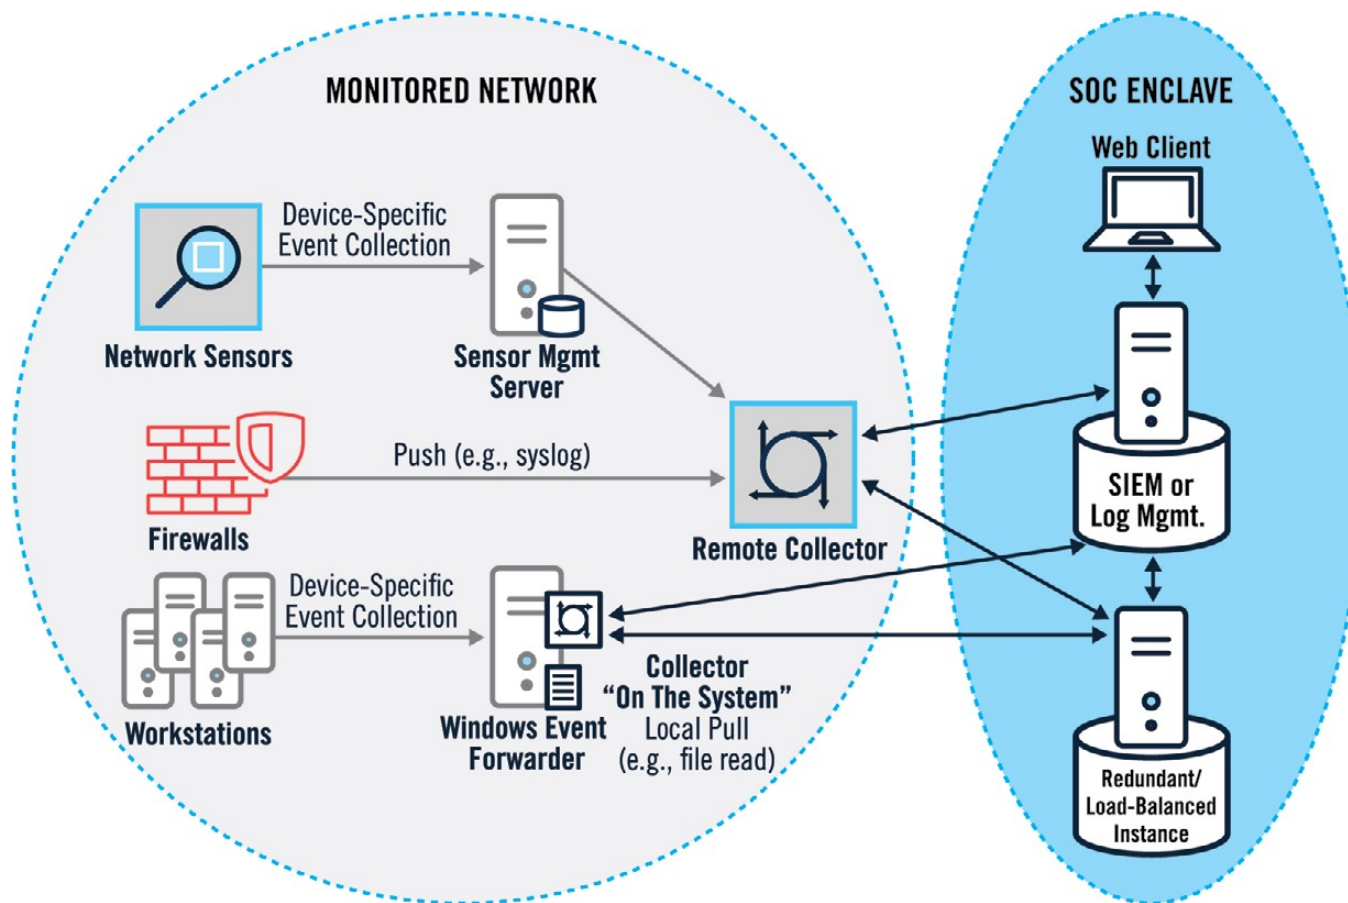 MONITORED NETWORK
SOC ENCLAVE
Web Client
Device-Specific
Event Collection
Network Sensors
Sensor Mgmt
Server
Push (e.g., syslog)
Firewalls
Remote Collector
SIEM or
Log Mgmt.
Device-Specific
Event Collection
Workstations
Windows Event
Forwarder
Collector
“On The System”
Local Pull
(e.g., file read)
Redundant/
Load-Balanced
Instance